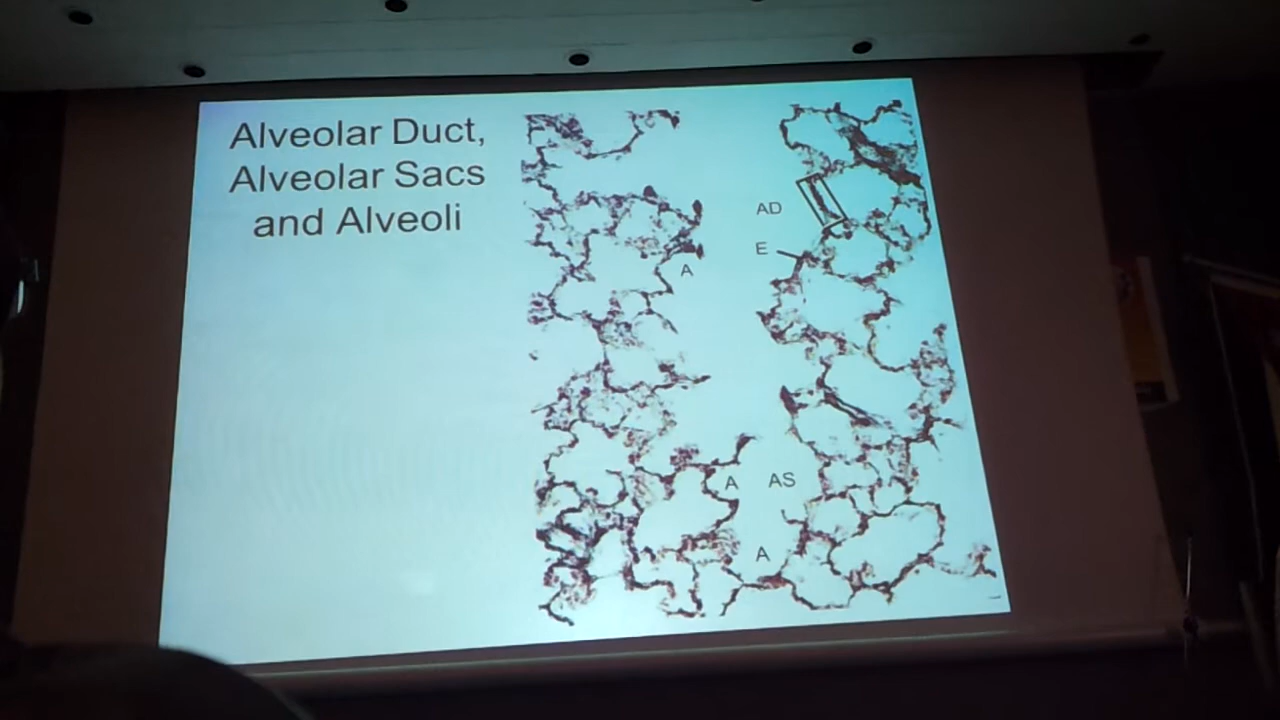 Alveolar Duct,
Alveolar Sacs
and Alveoli
AD
E
A
A
AS
A